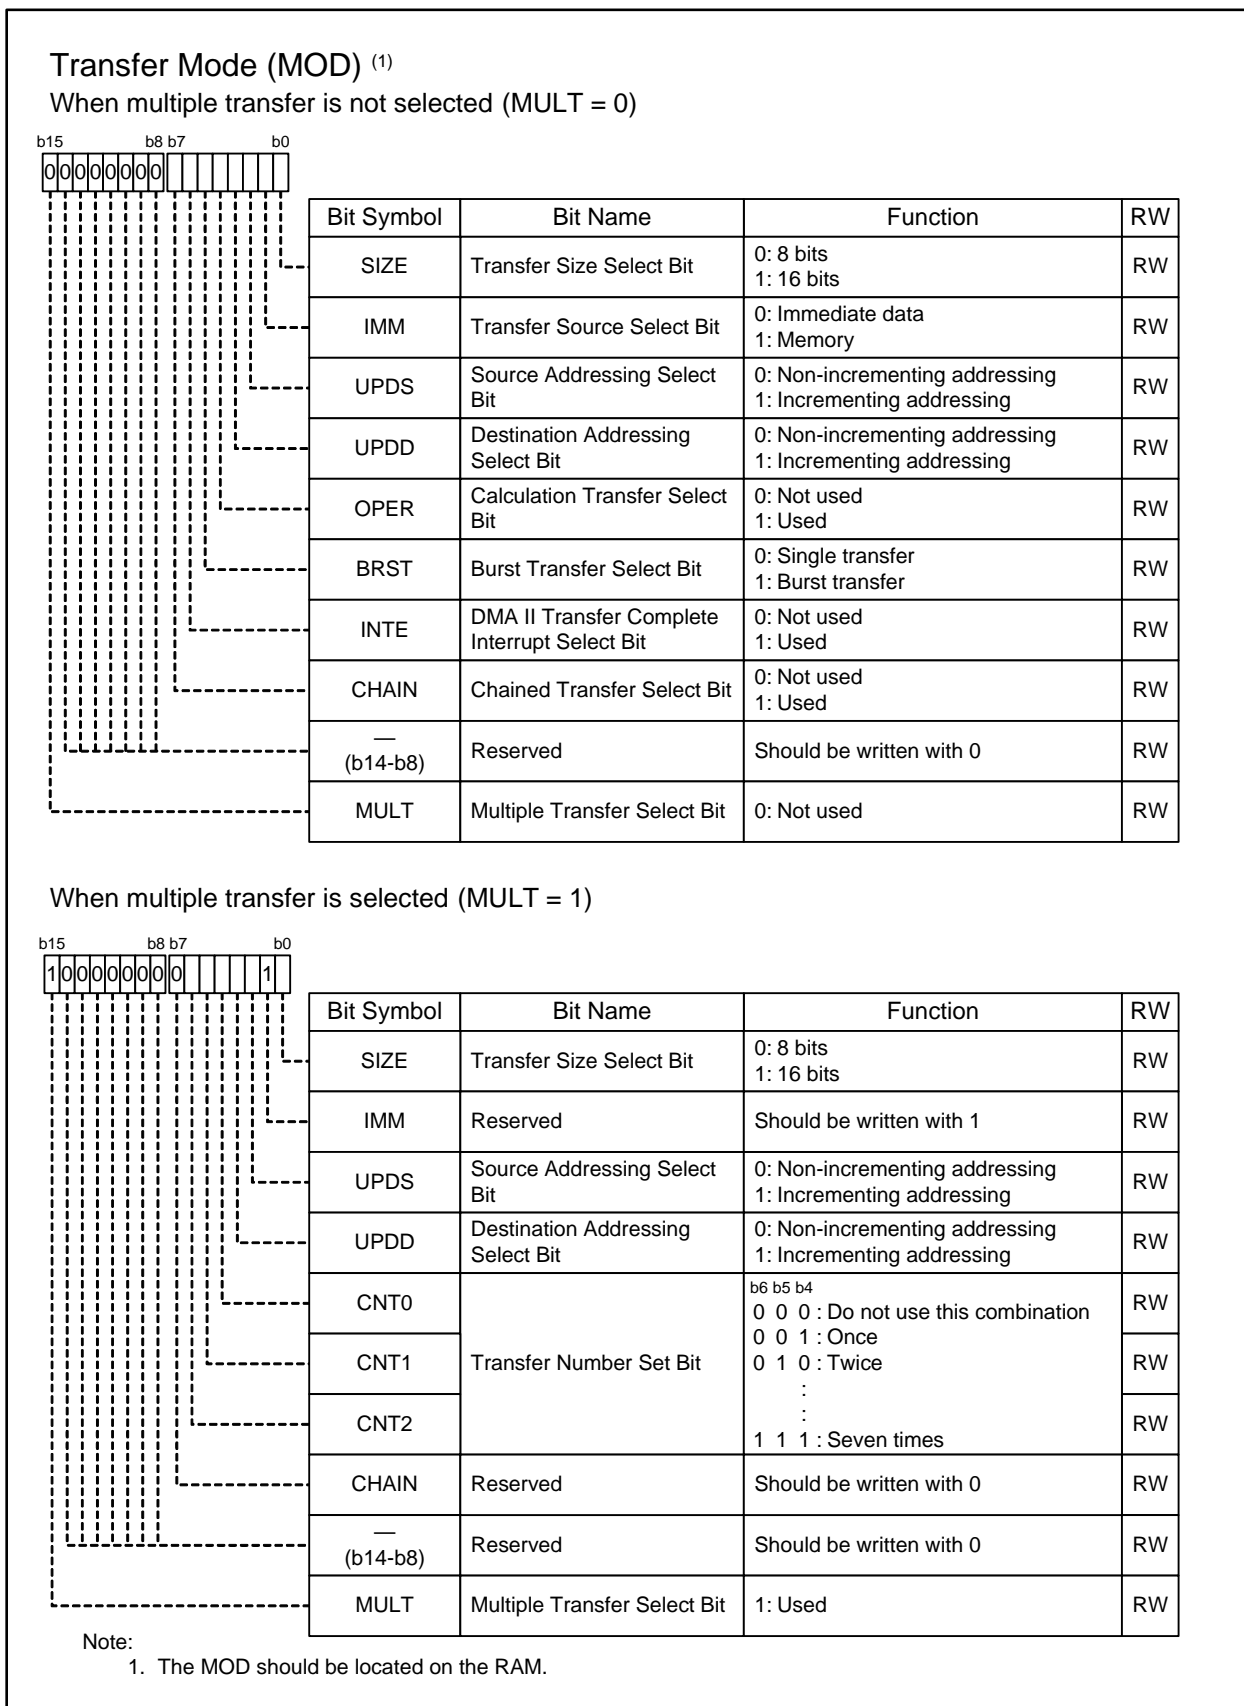 Transfer Mode (MOD) (1)
When multiple transfer is not selected (MULT = 0)
b15 b8 b7 b0
0 0 0 0 0 0 0 0
Bit Symbol Bit Name Function RW
SIZE Transfer Size Select Bit 0: 8 bits RW
1: 16 bits
IMM Transfer Source Select Bit 0: Immediate data RW
1: Memory
UPDS Source Addressing Select 0: Non-incrementing addressing RW
Bit 1: Incrementing addressing
UPDD Destination Addressing 0: Non-incrementing addressing RW
Select Bit 1: Incrementing addressing
OPER Calculation Transfer Select 0: Not used RW
Bit 1: Used
BRST Burst Transfer Select Bit 0: Single transfer RW
1: Burst transfer
INTE DMA II Transfer Complete 0: Not used RW
Interrupt Select Bit 1: Used
CHAIN Chained Transfer Select Bit 0: Not used RW
1: Used
— Reserved Should be written with 0 RW
(b14-b8)
MULT Multiple Transfer Select Bit 0: Not used RW
When multiple transfer is selected (MULT = 1)
b15 b8 b7 b0
1 0 0 0 0 0 0 0 0 1
Bit Symbol Bit Name Function RW
SIZE Transfer Size Select Bit 0: 8 bits RW
1: 16 bits
IMM Reserved Should be written with 1 RW
UPDS Source Addressing Select 0: Non-incrementing addressing RW
Bit 1: Incrementing addressing
UPDD Destination Addressing 0: Non-incrementing addressing RW
Select Bit 1: Incrementing addressing
b6 b5 b4
CNT0 0 0 0 : Do not use this combination RW
0 0 1 : Once
CNT1 Transfer Number Set Bit 0 1 0 : Twice RW
:
CNT2 : RW
1 1 1 : Seven times
CHAIN Reserved Should be written with 0 RW
— Reserved Should be written with 0 RW
(b14-b8)
MULT Multiple Transfer Select Bit 1: Used RW
Note:
1. The MOD should be located on the RAM.